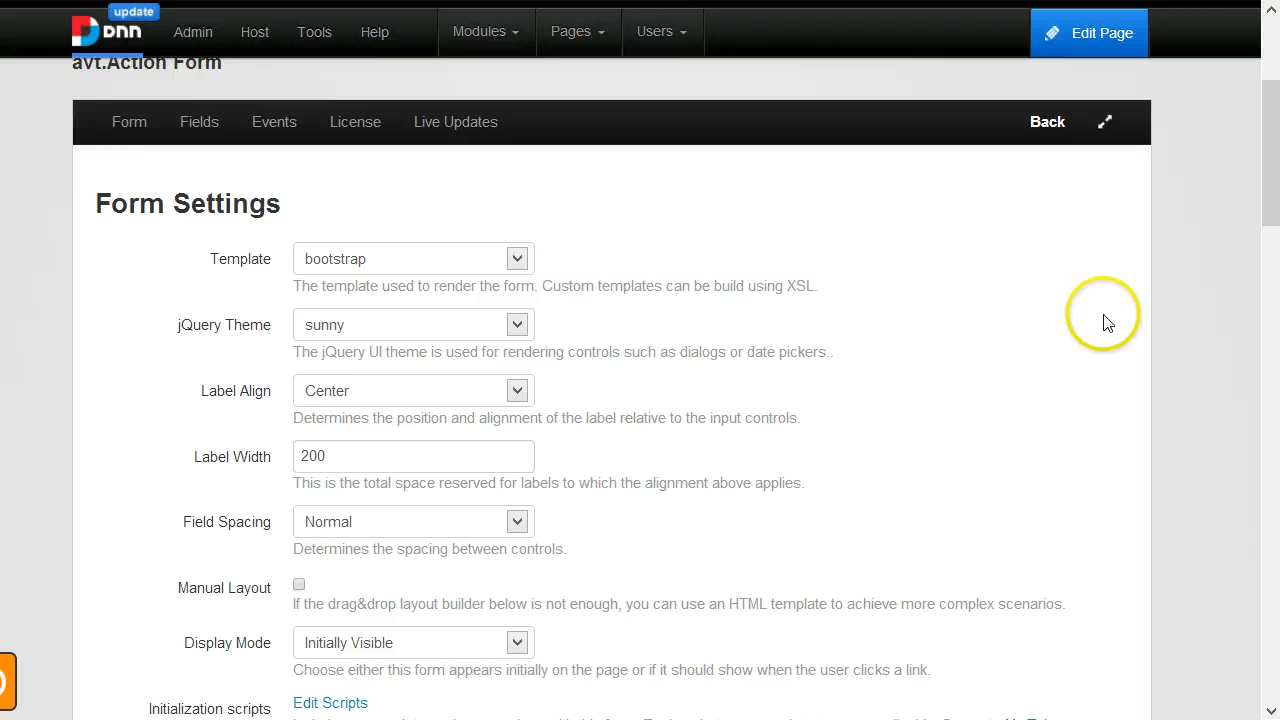 update
DNN Admin Host Tools Help Modules Pages Users Edit Page
avt.Action Form
Form Fields Events License Live Updates Back
Form Settings
Template bootstrap
The template used to render the form. Custom templates can be build using XSL.
jQuery Theme sunny
The jQuery UI theme is used for rendering controls such as dialogs or date pickers..
Label Align Center
Determines the position and alignment of the label relative to the input controls.
Label Width 200
This is the total space reserved for labels to which the alignment above applies.
Field Spacing Normal
Determines the spacing between controls.
Manual Layout
If the drag&drop layout builder below is not enough, you can use an HTML template to achieve more complex scenarios.
Display Mode Initially Visible
Choose either this form appears initially on the page or if it should show when the user clicks a link.
Initialization scripts Edit Scripts